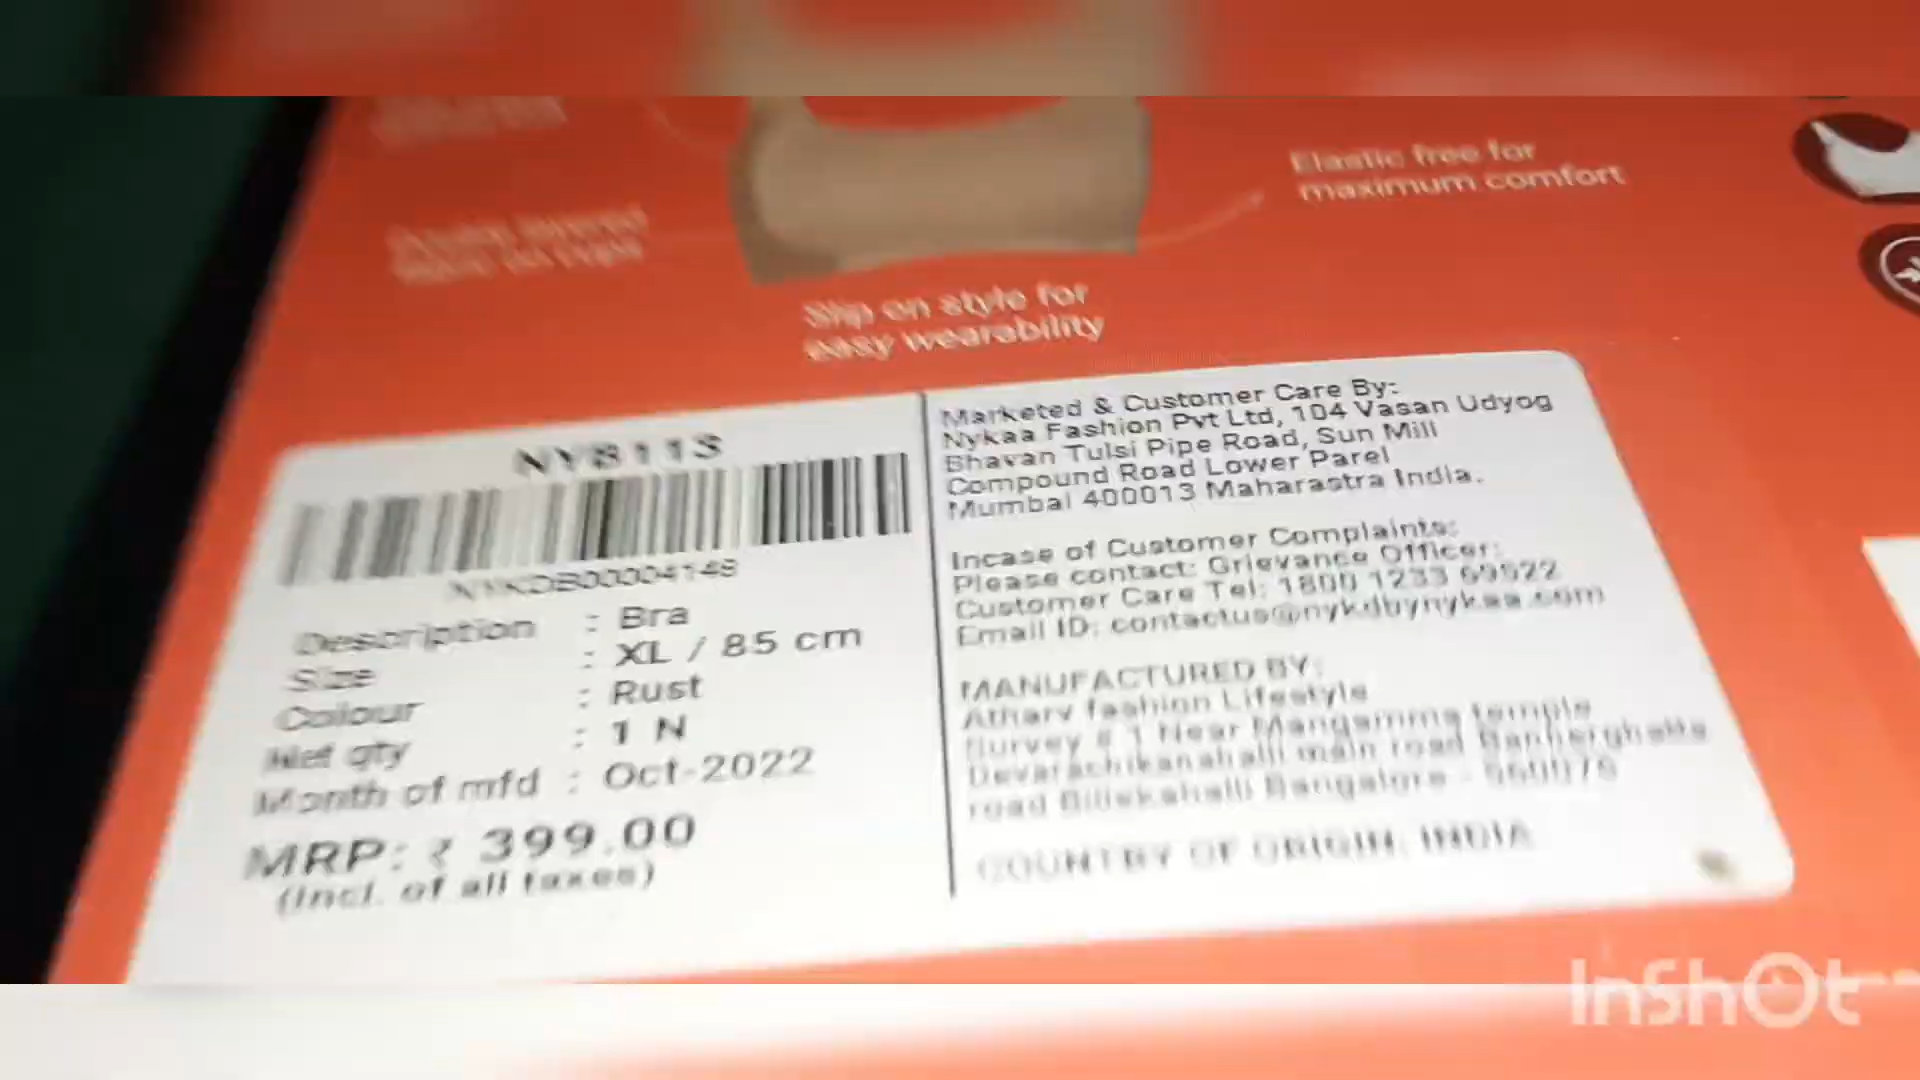 Elastic free for
maximum comfort
Slip on style for
easy wearability
NYB113
NYKDB00004148
Description : Bra
Size : XL / 85 cm
Colour : Rust
Net qty : 1 N
Month of mfd : Oct-2022
MRP: ₹ 399.00
(Incl. of all taxes)
Marketed & Customer Care By:
Nykaa Fashion Pvt Ltd, 104 Vasan Udyog
Bhavan Tulsi Pipe Road, Sun Mill
Compound Road Lower Parel
Mumbai 400013 Maharastra India.
Incase of Customer Complaints:
Please contact: Grievance Officer:
Customer Care Tel: 1800 1233 69522
Email ID: contactus@nykdbynykaa.com
MANUFACTURED BY:
Atharv fashion Lifestyle
Survey # 1 Near Mangamma temple
Devarachikanahalli main road Bannerghatta
road Bilekahalli Bangalore - 560076
COUNTRY OF ORIGIN: INDIA
InShOt